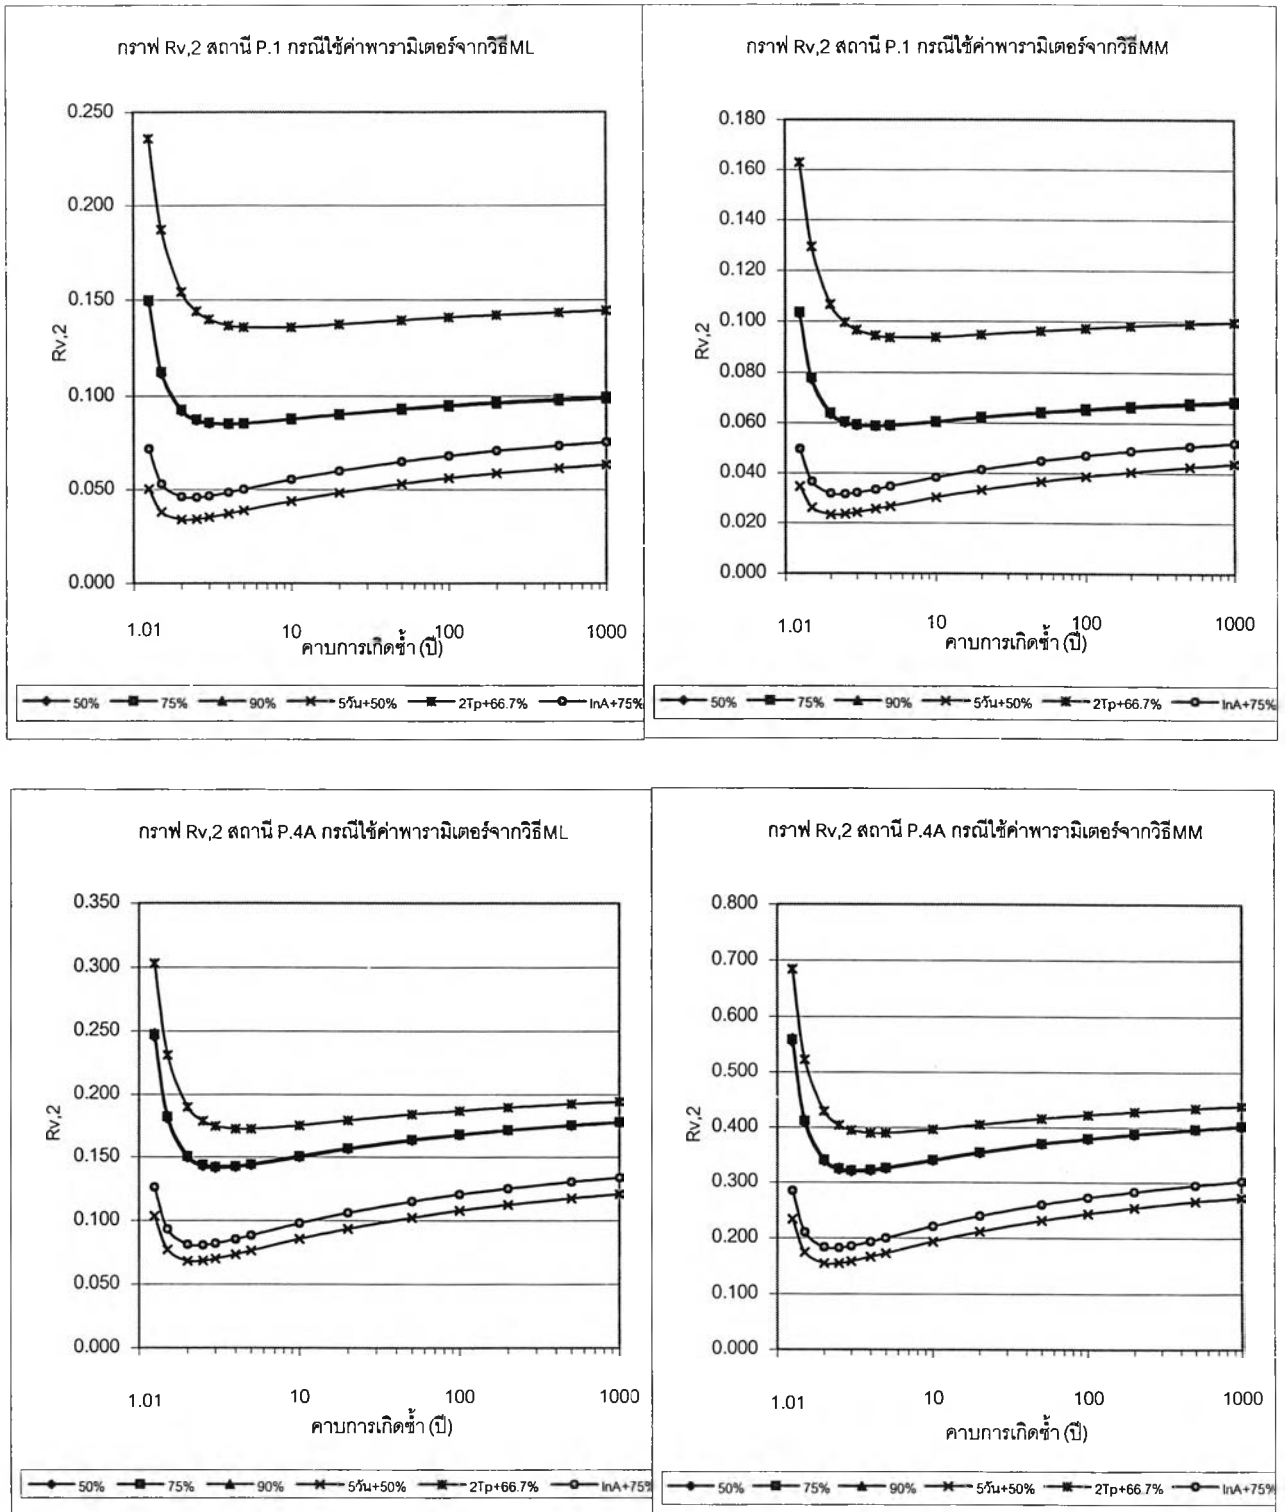 กราฟ Rv,2 สถานี P.1 กรณีใช้ค่าพารามิเตอร์จากวิธีML
0.250
0.200
0.150
0.100
0.050
0.000
Rv,2
1.01 10 100 1000
คาบการเกิดซ้ำ (ปี)
50% 75% 90% 5วัน+50% 2Tp+66.7% lnA+75%
กราฟ Rv,2 สถานี P.1 กรณีใช้ค่าพารามิเตอร์จากวิธีMM
0.180
0.160
0.140
0.120
0.100
0.080
0.060
0.040
0.020
0.000
Rv,2
1.01 10 100 1000
คาบการเกิดซ้ำ (ปี)
50% 75% 90% 5วัน+50% 2Tp+66.7% lnA+75%
กราฟ Rv,2 สถานี P.4A กรณีใช้ค่าพารามิเตอร์จากวิธีML
0.350
0.300
0.250
0.200
0.150
0.100
0.050
0.000
Rv,2
1.01 10 100 1000
คาบการเกิดซ้ำ (ปี)
50% 75% 90% 5วัน+50% 2Tp+66.7% lnA+75%
กราฟ Rv,2 สถานี P.4A กรณีใช้ค่าพารามิเตอร์จากวิธีMM
0.800
0.700
0.600
0.500
0.400
0.300
0.200
0.100
0.000
Rv,2
1.01 10 100 1000
คาบการเกิดซ้ำ (ปี)
50% 75% 90% 5วัน+50% 2Tp+66.7% lnA+75%